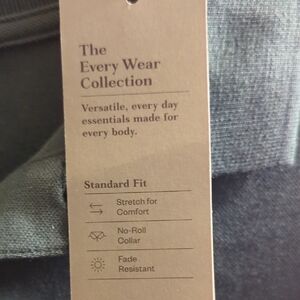 The
Every Wear
Collection
Versatile, every day
essentials made for
every body.
Standard Fit
Stretch for
Comfort
No-Roll
Collar
Fade
Resistant